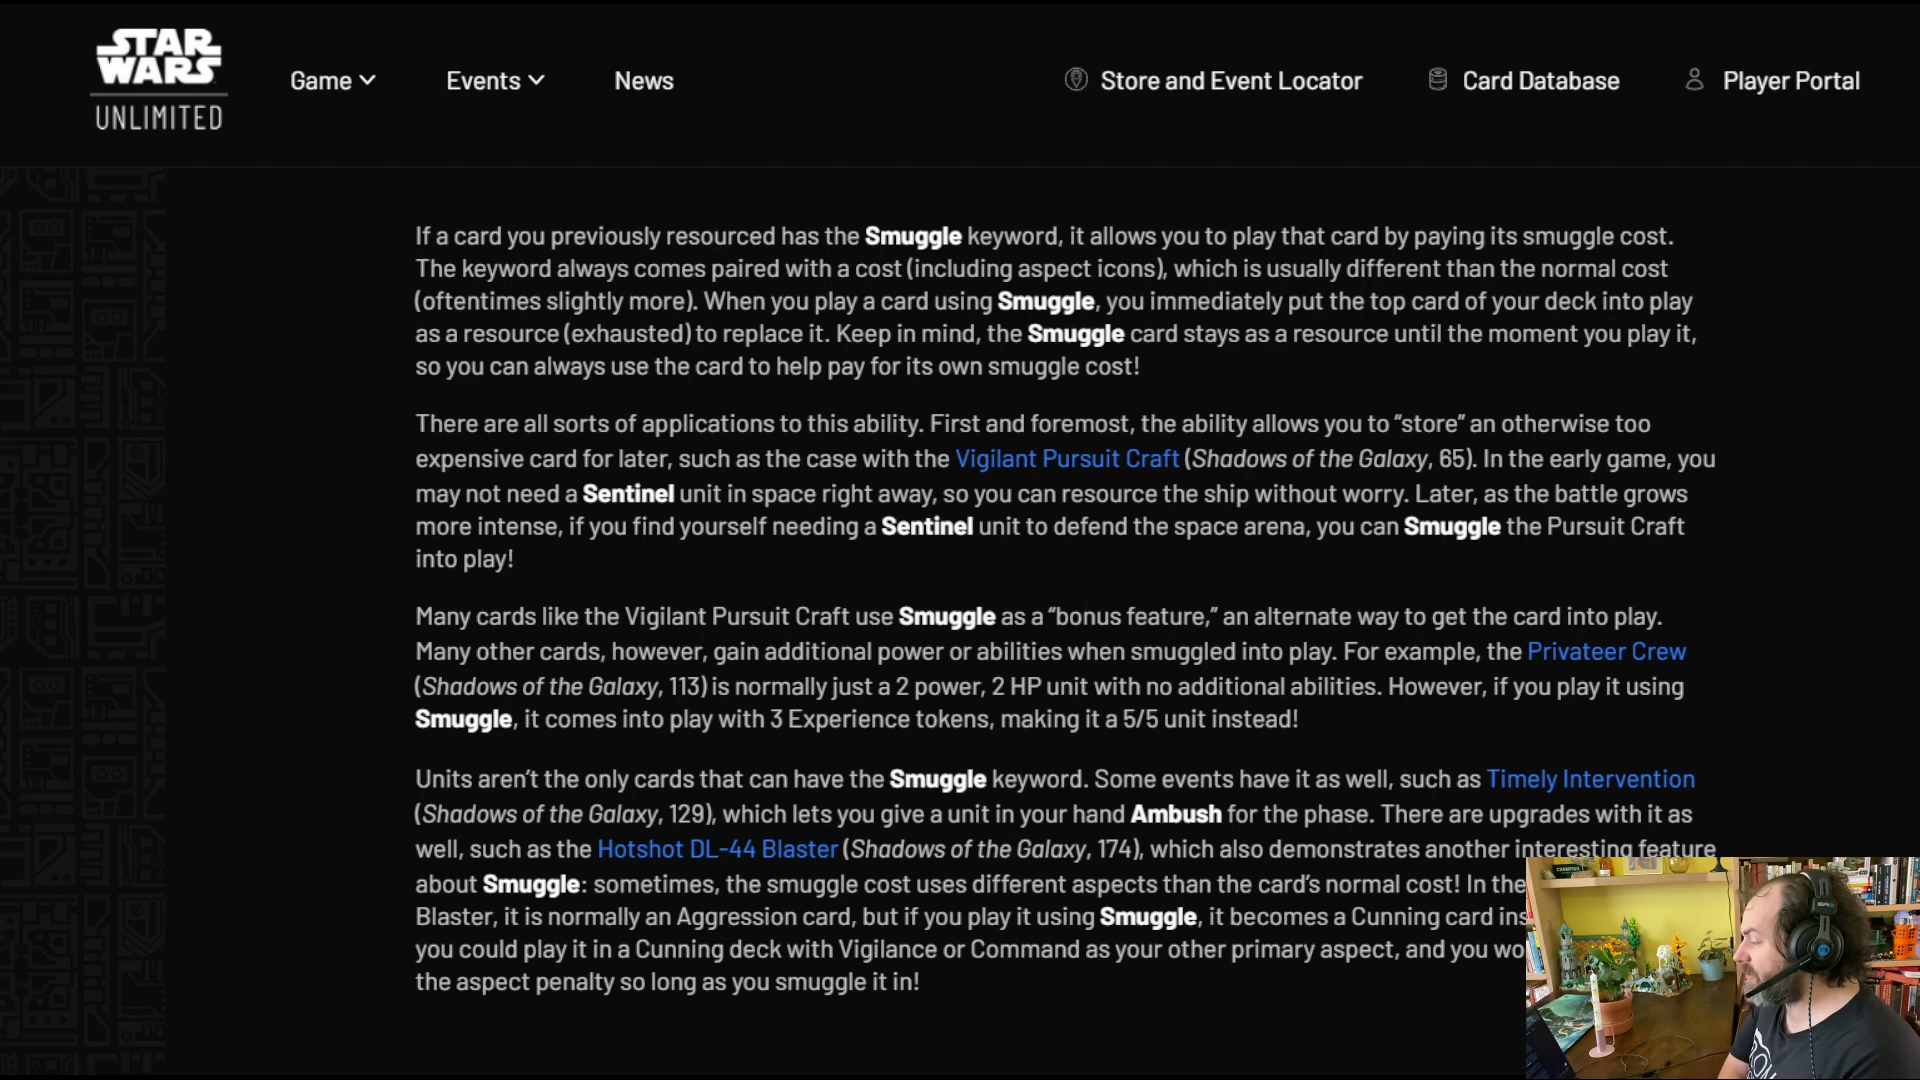 STAR
WARS
UNLIMITED
Game
Events
News
Store and Event Locator
Card Database
Player Portal
If a card you previously resourced has the Smuggle keyword, it allows you to play that card by paying its smuggle cost.
The keyword always comes paired with a cost (including aspect icons), which is usually different than the normal cost
(oftentimes slightly more). When you play a card using Smuggle, you immediately put the top card of your deck into play
as a resource (exhausted) to replace it. Keep in mind, the Smuggle card stays as a resource until the moment you play it,
so you can always use the card to help pay for its own smuggle cost!
There are all sorts of applications to this ability. First and foremost, the ability allows you to “store” an otherwise too
expensive card for later, such as the case with the Vigilant Pursuit Craft (Shadows of the Galaxy, 65). In the early game, you
may not need a Sentinel unit in space right away, so you can resource the ship without worry. Later, as the battle grows
more intense, if you find yourself needing a Sentinel unit to defend the space arena, you can Smuggle the Pursuit Craft
into play!
Many cards like the Vigilant Pursuit Craft use Smuggle as a “bonus feature,” an alternate way to get the card into play.
Many other cards, however, gain additional power or abilities when smuggled into play. For example, the Privateer Crew
(Shadows of the Galaxy, 113) is normally just a 2 power, 2 HP unit with no additional abilities. However, if you play it using
Smuggle, it comes into play with 3 Experience tokens, making it a 5/5 unit instead!
Units aren’t the only cards that can have the Smuggle keyword. Some events have it as well, such as Timely Intervention
(Shadows of the Galaxy, 129), which lets you give a unit in your hand Ambush for the phase. There are upgrades with it as
well, such as the Hotshot DL-44 Blaster (Shadows of the Galaxy, 174), which also demonstrates another interesting feature
about Smuggle: sometimes, the smuggle cost uses different aspects than the card’s normal cost! In the
Blaster, it is normally an Aggression card, but if you play it using Smuggle, it becomes a Cunning card ins
you could play it in a Cunning deck with Vigilance or Command as your other primary aspect, and you wo
the aspect penalty so long as you smuggle it in!